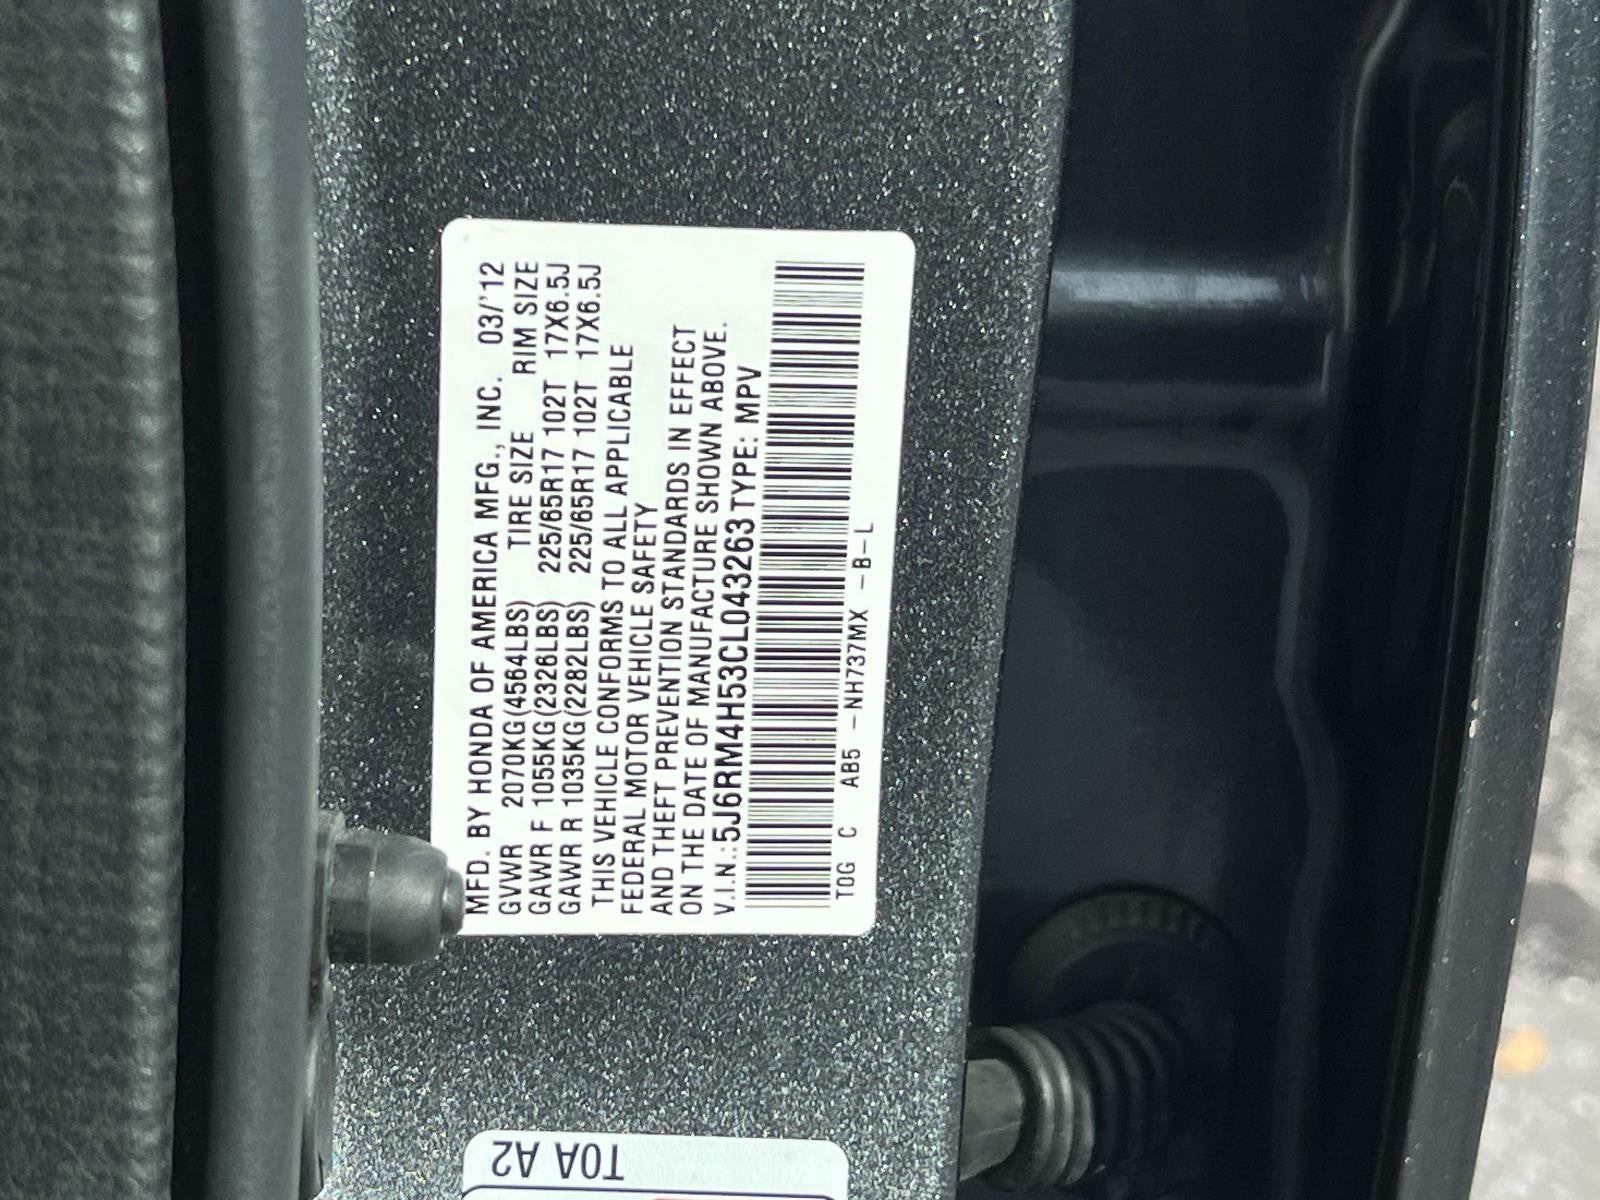 MFD. BY HONDA OF AMERICA MFG., INC. 03/'12
GVWR 2070KG(4564LBS) TIRE SIZE RIM SIZE
GAWR F 1055KG(2326LBS) 225/65R17 102T 17X6.5J
GAWR R 1035KG(2282LBS) 225/65R17 102T 17X6.5J
THIS VEHICLE CONFORMS TO ALL APPLICABLE
FEDERAL MOTOR VEHICLE SAFETY
AND THEFT PREVENTION STANDARDS IN EFFECT
ON THE DATE OF MANUFACTURE SHOWN ABOVE.
V.I.N.:5J6RM4H53CL043263 TYPE: MPV
T0G C AB5 -NH737MX -B-L
T0A A2